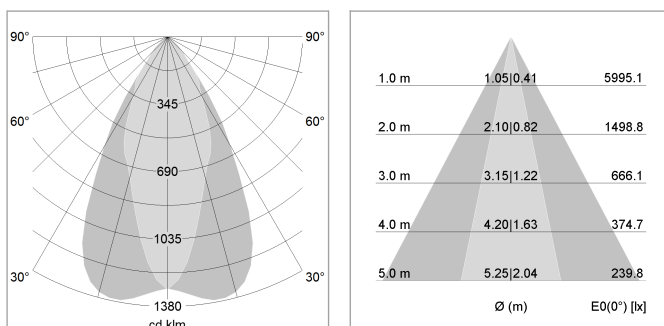 90° 90°
345
60° 60°
690
1035
30° 30°
1380
cd klm
1.0 m 1.05|0.41 5995.1
2.0 m 2.10|0.82 1498.8
3.0 m 3.15|1.22 666.1
4.0 m 4.20|1.63 374.7
5.0 m 5.25|2.04 239.8
Ø (m) E0(0°) [lx]